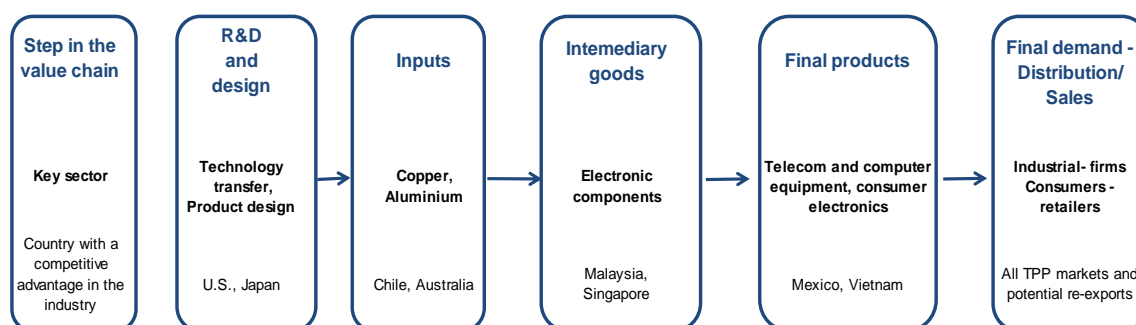 Step in the
value chain
Key sector
Country with a
competitive
advantage in the
industry
R&D
and
design
Technology
transfer,
Product design
U.S., Japan
Inputs
Copper,
Aluminium
Chile, Australia
Intemediary
goods
Electronic
components
Malaysia,
Singapore
Final products
Telecom and computer
equipment, consumer
electronics
Mexico, Vietnam
Final demand -
Distribution/
Sales
Industrial- firms
Consumers -
retailers
All TPP markets and
potential re-exports